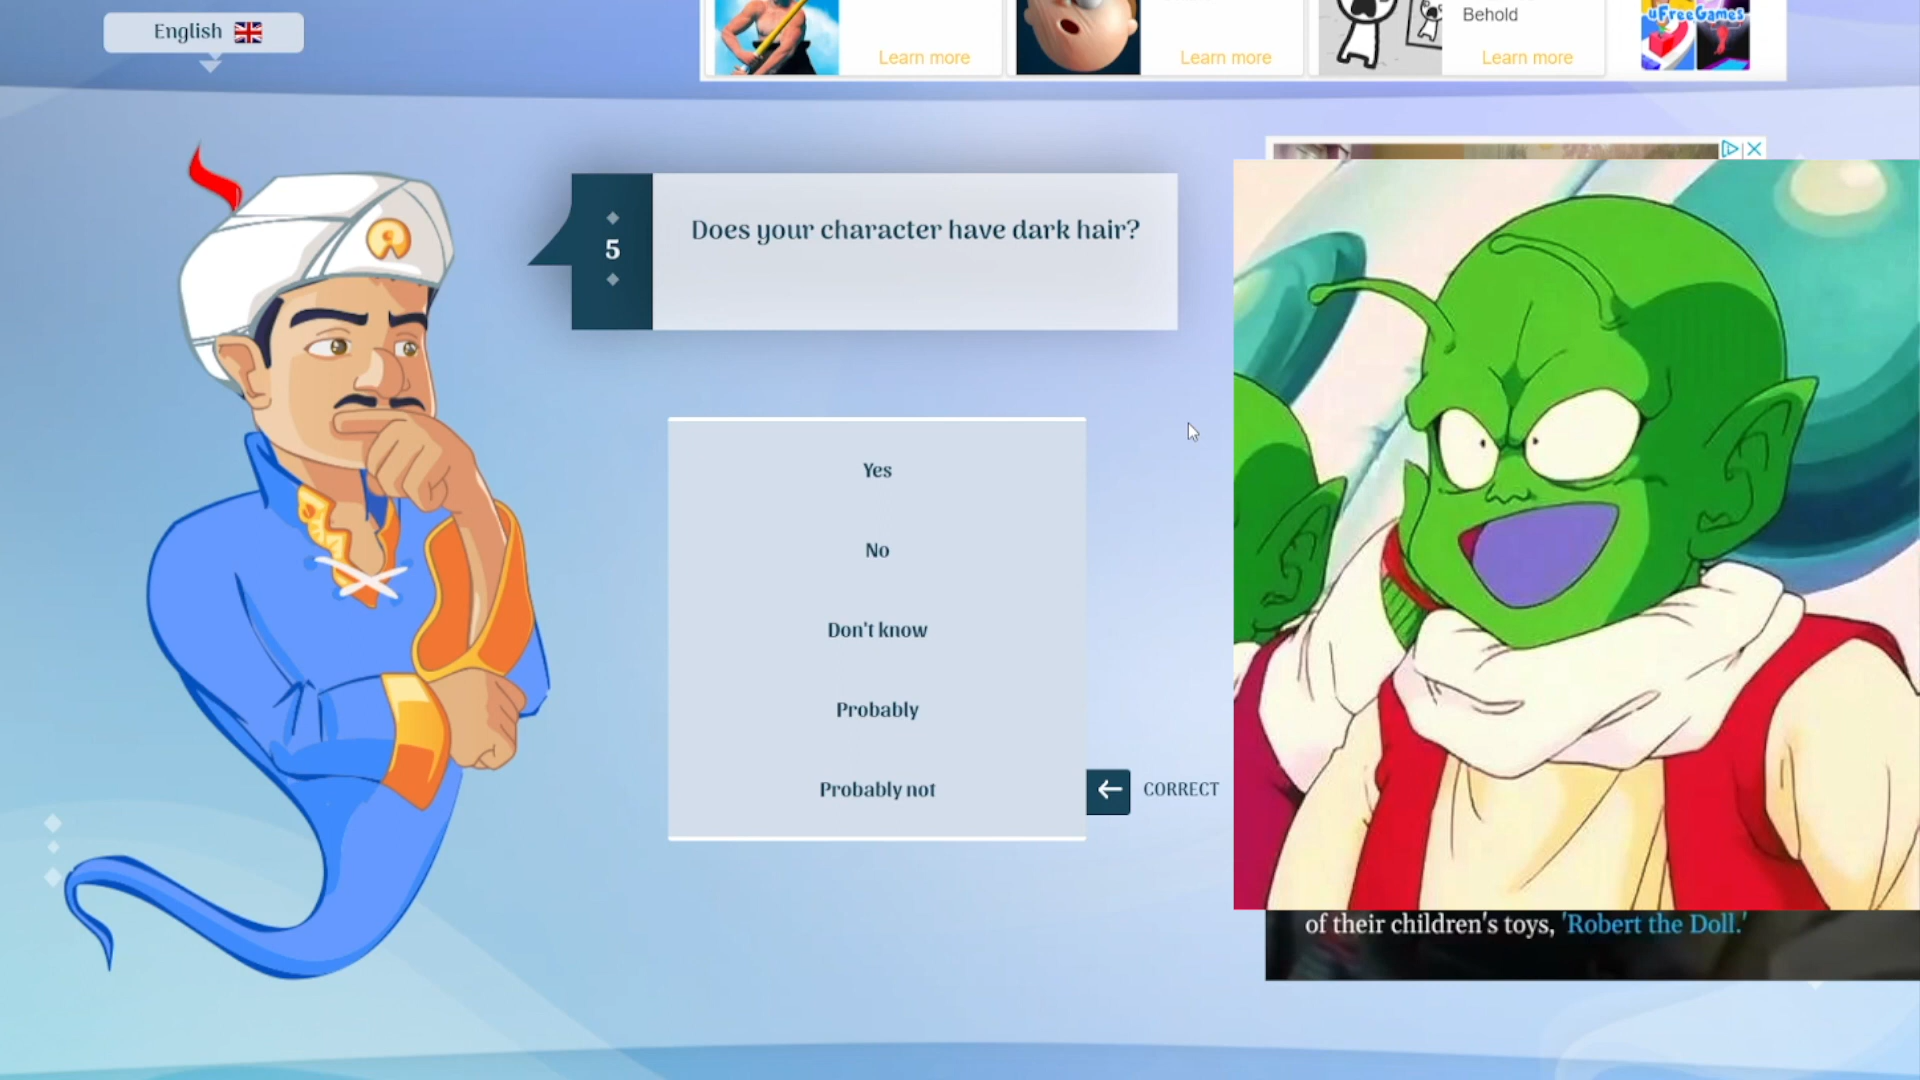 English
Learn more
Learn more
Behold
Learn more
uFreeGames
5
Does your character have dark hair?
Yes
No
Don't know
Probably
Probably not
CORRECT
of their children's toys, 'Robert the Doll.'